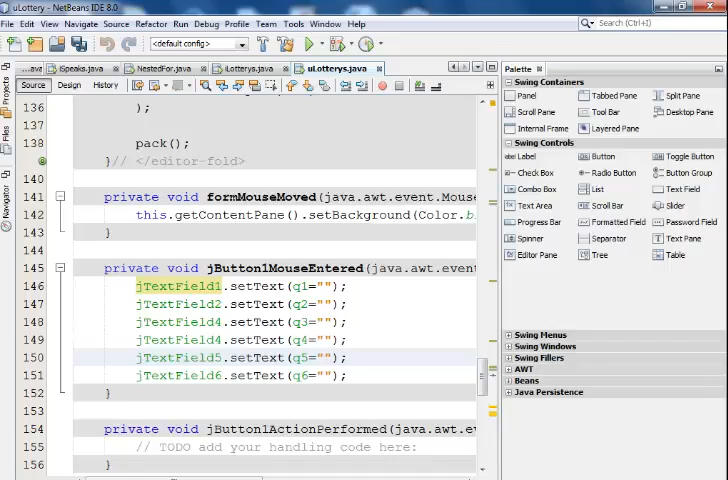 uLottery - NetBeans IDE 8.0
File Edit View Navigate Source Refactor Run Debug Profile Team Tools Window Help
Search (Ctrl+I)
<default config>
...ava iSpeaks.java NestedFor.java iLotterys.java uLotterys.java
Source Design History
136 );
137
138 pack();
}// </editor-fold>
140
141 private void formMouseMoved(java.awt.event.Mouse
142 this.getContentPane().setBackground(Color.b
143 }
144
145 private void jButton1MouseEntered(java.awt.event
146 jTextField1.setText(q1="");
147 jTextField2.setText(q2="");
148 jTextField4.setText(q3="");
149 jTextField4.setText(q4="");
150 jTextField5.setText(q5="");
151 jTextField6.setText(q6="");
152 }
153
154 private void jButton1ActionPerformed(java.awt.ev
155 // TODO add your handling code here:
156 }
Projects
Files
Navigator
Palette
Swing Containers
Panel Tabbed Pane Split Pane
Scroll Pane Tool Bar Desktop Pane
Internal Frame Layered Pane
Swing Controls
Label Button Toggle Button
Check Box Radio Button Button Group
Combo Box List Text Field
Text Area Scroll Bar Slider
Progress Bar Formatted Field Password Field
Spinner Separator Text Pane
Editor Pane Tree Table
Swing Menus
Swing Windows
Swing Fillers
AWT
Beans
Java Persistence